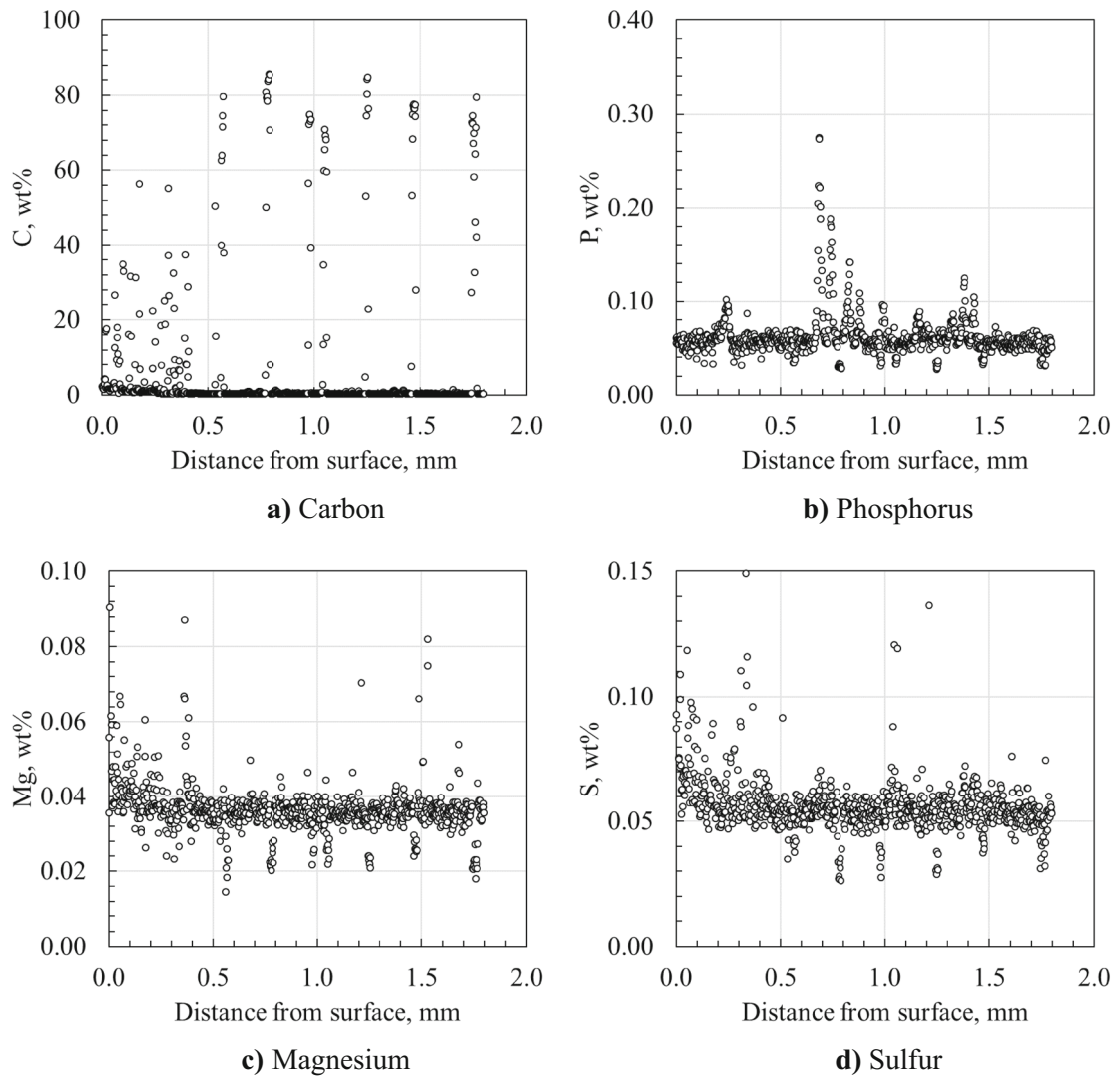 C, wt%
100
80
60
40
20
0
0.0 0.5 1.0 1.5 2.0
Distance from surface, mm
a) Carbon
P, wt%
0.40
0.30
0.20
0.10
0.00
0.0 0.5 1.0 1.5 2.0
Distance from surface, mm
b) Phosphorus
Mg, wt%
0.10
0.08
0.06
0.04
0.02
0.00
0.0 0.5 1.0 1.5 2.0
Distance from surface, mm
c) Magnesium
S, wt%
0.15
0.10
0.05
0.00
0.0 0.5 1.0 1.5 2.0
Distance from surface, mm
d) Sulfur